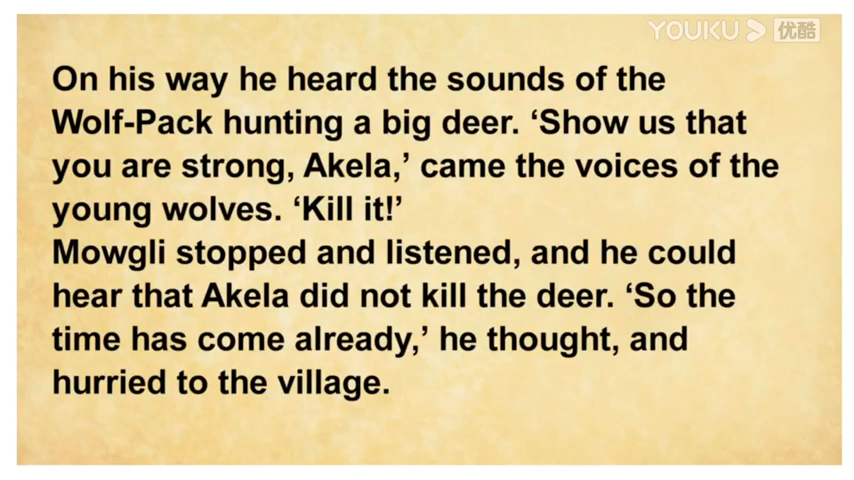 YOUKU 优酷
On his way he heard the sounds of the
Wolf-Pack hunting a big deer. ‘Show us that
you are strong, Akela,’ came the voices of the
young wolves. ‘Kill it!’
Mowgli stopped and listened, and he could
hear that Akela did not kill the deer. ‘So the
time has come already,’ he thought, and
hurried to the village.